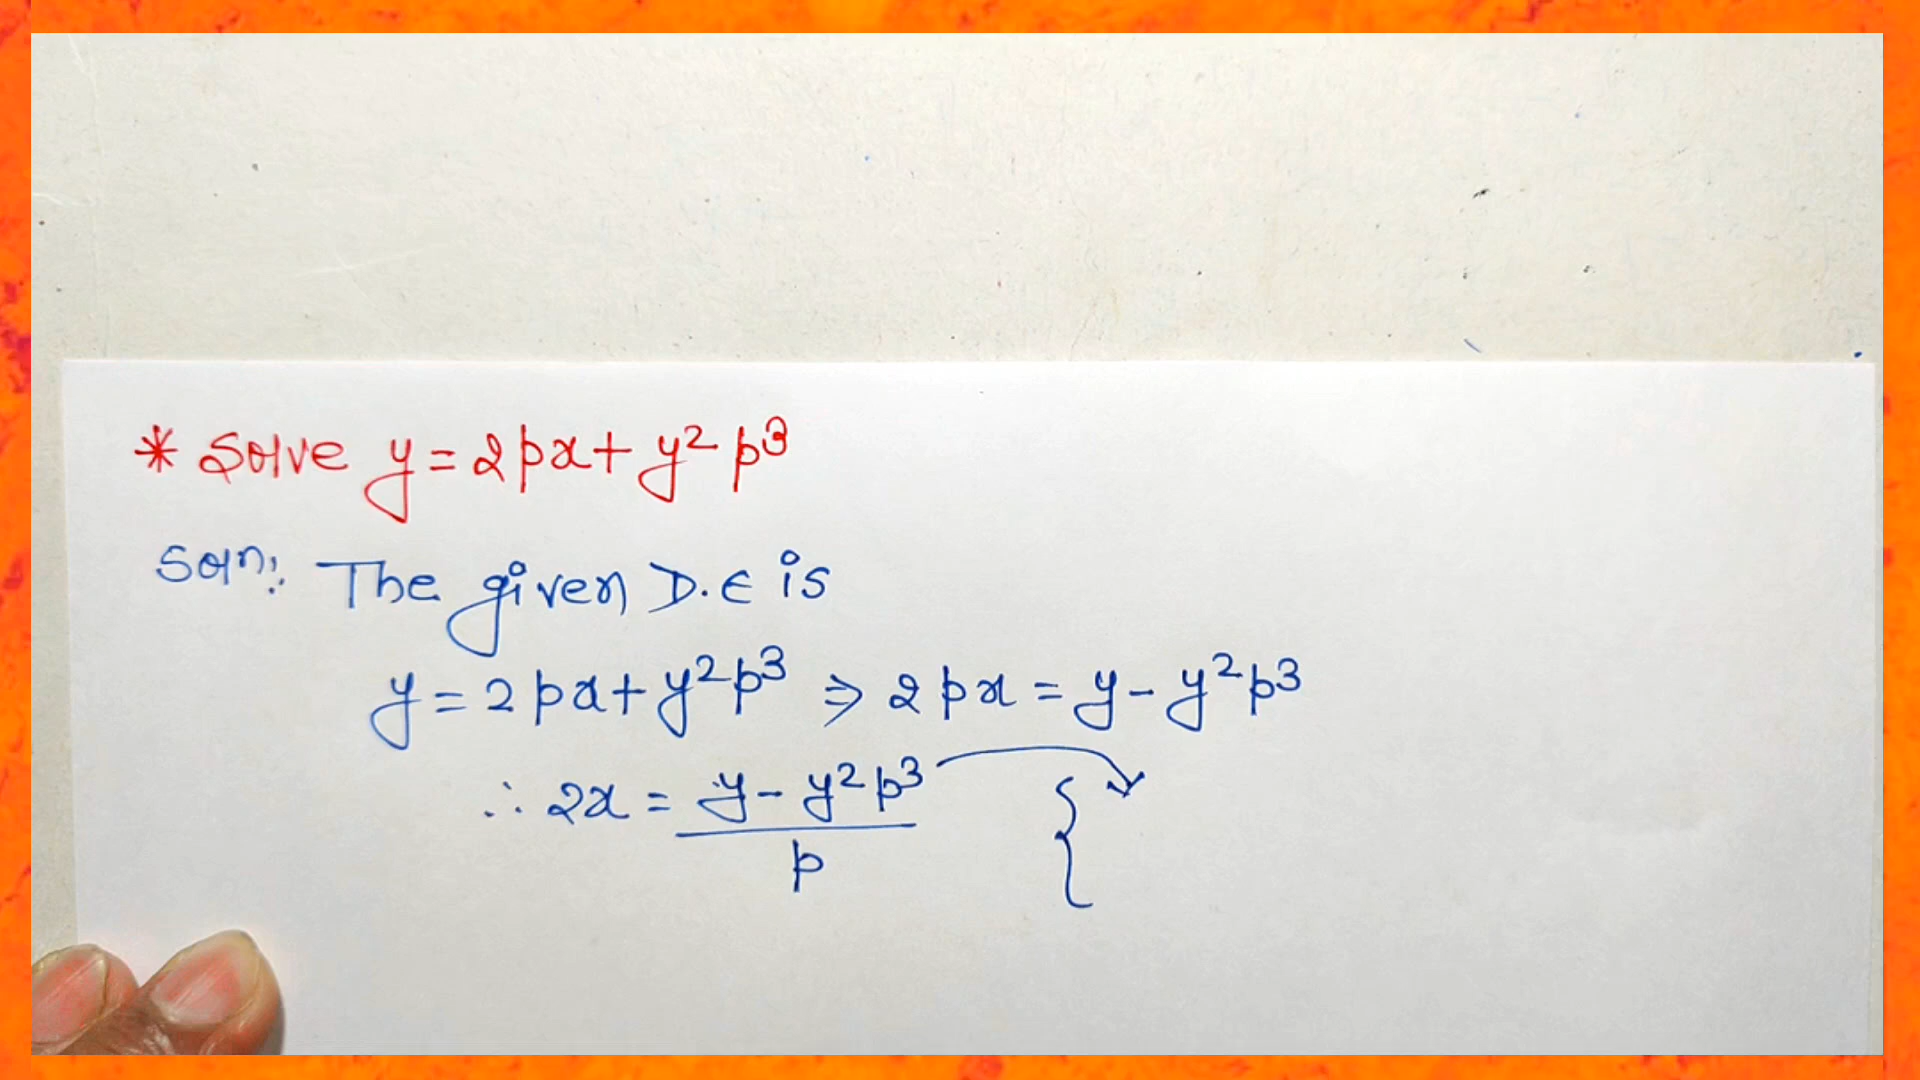 * Solve y = 2px + y² p³
Soln: The given D.E is
y = 2px + y²p³ ⇒ 2px = y - y²p³
∴ 2x = y - y²p³ / p {